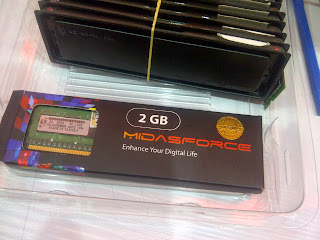 2 GB
MIDASFORCE
Enhance Your Digital Life